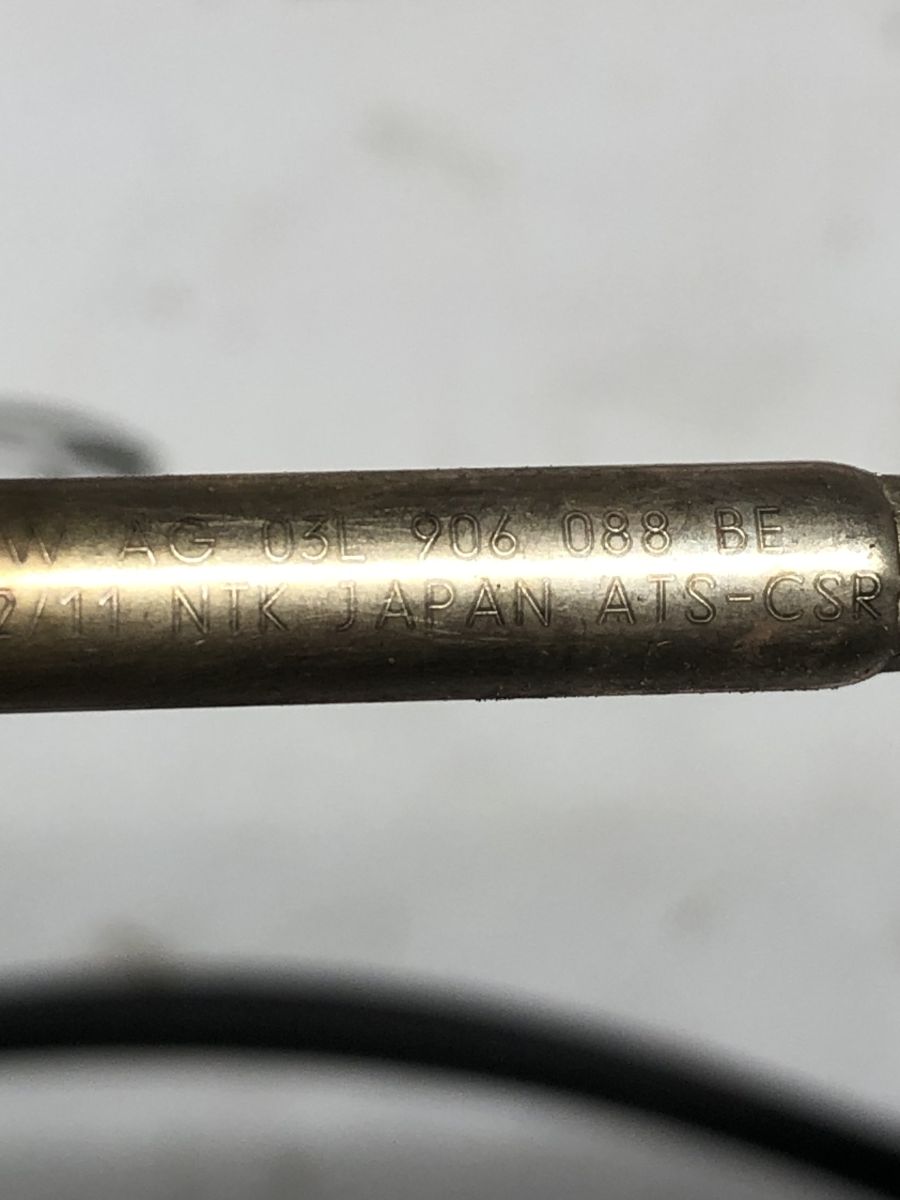 W AG 03L 906 088 BE
2/11 NTK JAPAN ATS-CSR